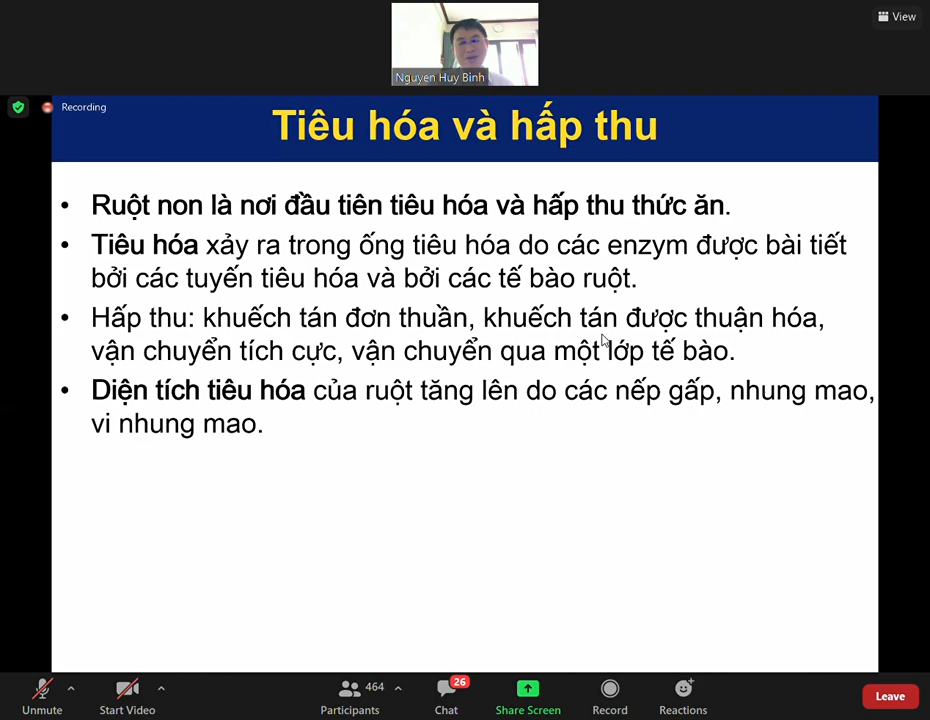 View
Nguyen Huy Binh
Recording
Tiêu hóa và hấp thu
• Ruột non là nơi đầu tiên tiêu hóa và hấp thu thức ăn.
• Tiêu hóa xảy ra trong ống tiêu hóa do các enzym được bài tiết
bởi các tuyến tiêu hóa và bởi các tế bào ruột.
• Hấp thu: khuếch tán đơn thuần, khuếch tán được thuận hóa,
vận chuyển tích cực, vận chuyển qua một lớp tế bào.
• Diện tích tiêu hóa của ruột tăng lên do các nếp gấp, nhung mao,
vi nhung mao.
464
26
Unmute
Start Video
Participants
Chat
Share Screen
Record
Reactions
Leave